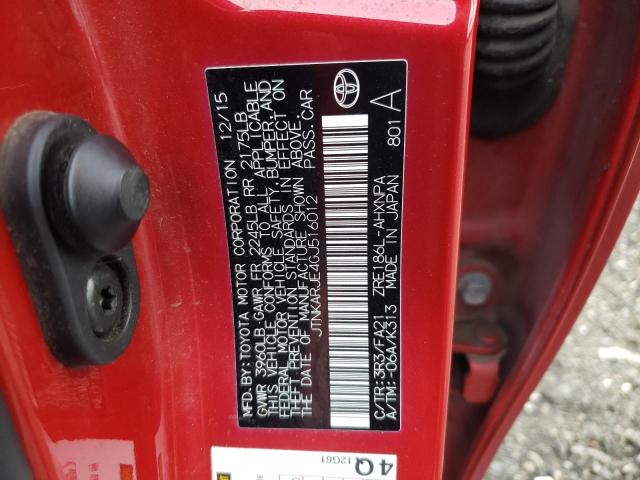 MFD. BY: TOYOTA MOTOR CORPORATION 12/15
GVWR 3960LB GAWR FR 2245LB RR 2175LB
THIS VEHICLE CONFORMS TO ALL APPLICABLE
FEDERAL MOTOR VEHICLE SAFETY, BUMPER, AND
THEFT PREVENTION STANDARDS IN EFFECT ON
THE DATE OF MANUFACTURE SHOWN ABOVE.
JTNKARJE4GJ516012 PASS. CAR
C/TM: 3R3/FA21 ZRE186L-AHXNPA 801 A
A/TM: -06A/K313 MADE IN JAPAN
4Q 12G61